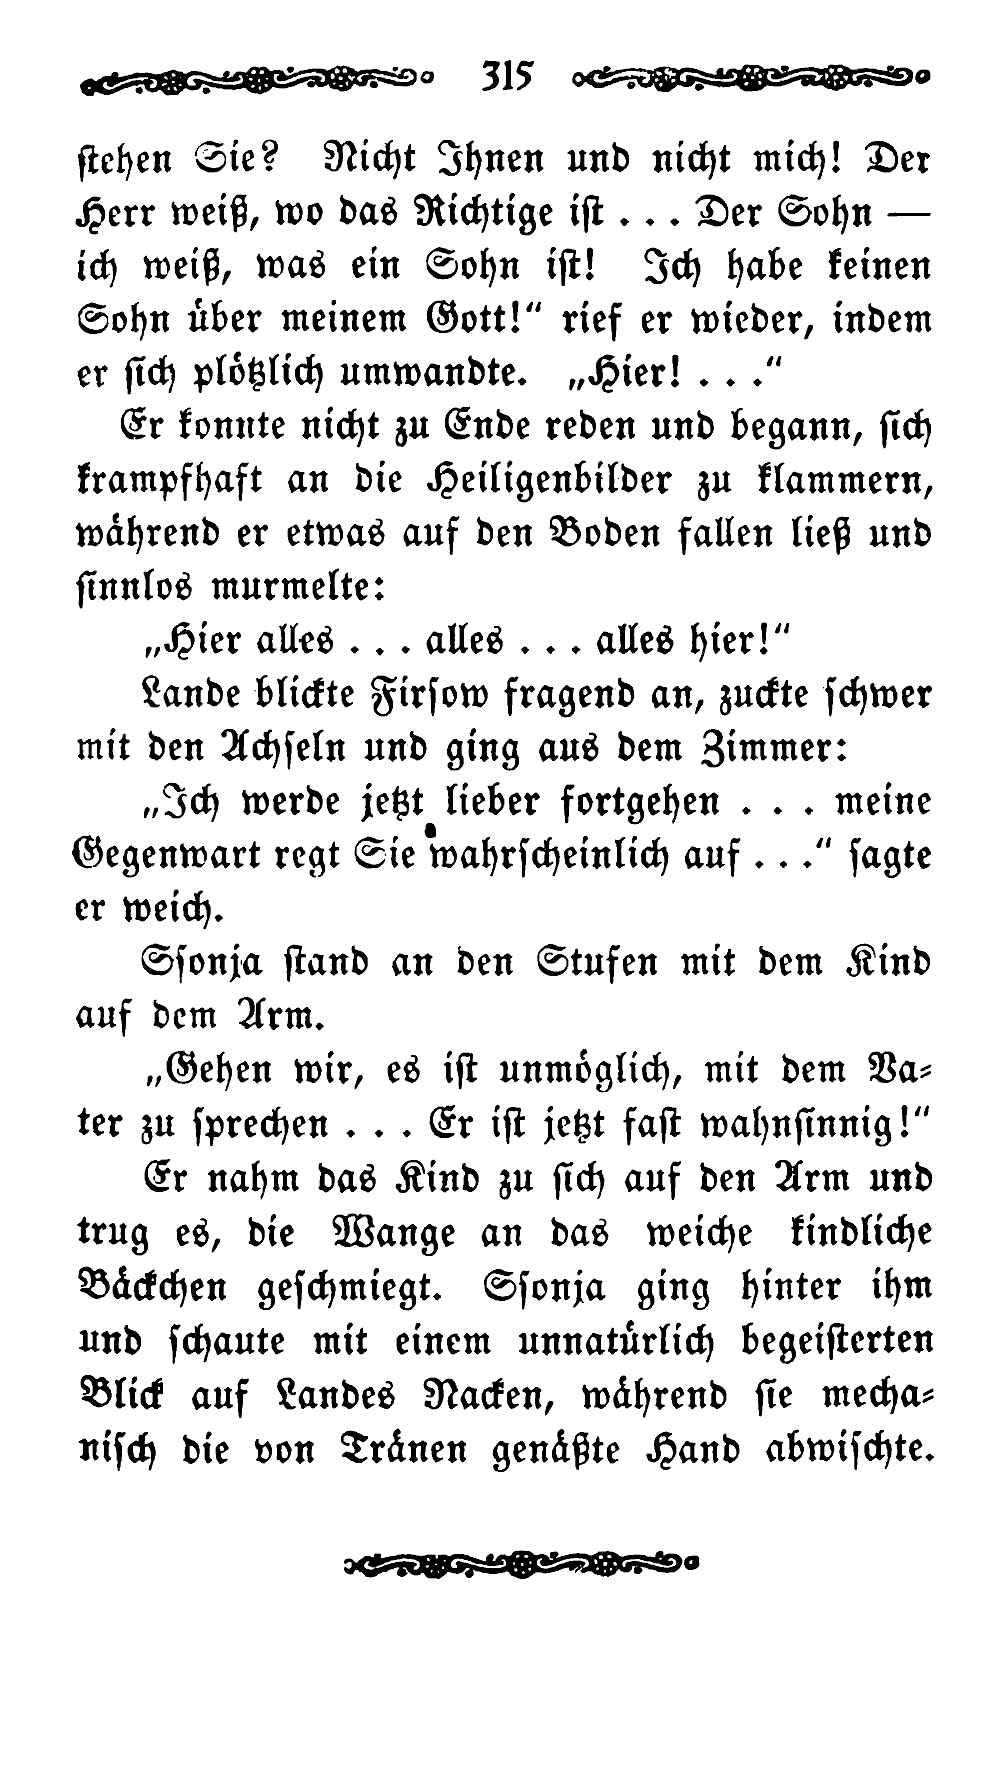 315
stehen Sie? Nicht Ihnen und nicht mich! Der
Herr weiß, wo das Richtige ist . . . Der Sohn —
ich weiß, was ein Sohn ist! Ich habe keinen
Sohn über meinem Gott!“ rief er wieder, indem
er sich plötzlich umwandte. „Hier! . . .“
Er konnte nicht zu Ende reden und begann, sich
krampfhaft an die Heiligenbilder zu klammern,
während er etwas auf den Boden fallen ließ und
sinnlos murmelte:
„Hier alles . . . alles . . . alles hier!“
Lande blickte Firsow fragend an, zuckte schwer
mit den Achseln und ging aus dem Zimmer:
„Ich werde jetzt lieber fortgehen . . . meine
Gegenwart regt Sie wahrscheinlich auf . . .“ sagte
er weich.
Ssonja stand an den Stufen mit dem Kind
auf dem Arm.
„Gehen wir, es ist unmöglich, mit dem Va-
ter zu sprechen . . . Er ist jetzt fast wahnsinnig!“
Er nahm das Kind zu sich auf den Arm und
trug es, die Wange an das weiche kindliche
Bäckchen geschmiegt. Ssonja ging hinter ihm
und schaute mit einem unnatürlich begeisterten
Blick auf Landes Nacken, während sie mecha-
nisch die von Tränen genäßte Hand abwischte.